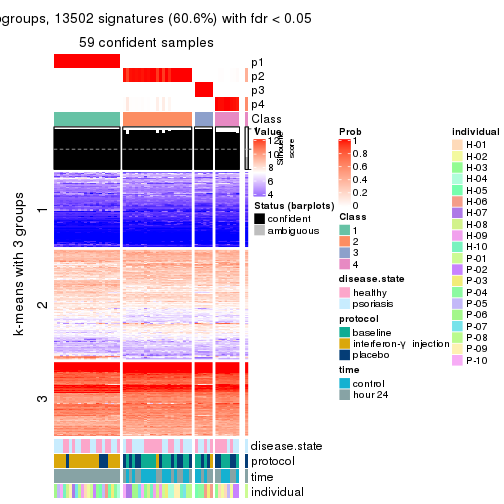 ogroups, 13502 signatures (60.6%) with fdr < 0.05
59 confident samples
p1
p2
p3
p4
Class
k-means with 3 groups
1
2
3
disease.state
protocol
time
individual
Value
12
8
6
4
score
Status (barplots)
confident
ambiguous
Prob
1
0.8
0.6
0.4
0.2
0
Class
1
2
3
4
disease.state
healthy
psoriasis
protocol
baseline
interferon-γ injection
placebo
time
control
hour 24
individual
H-01
H-02
H-03
H-04
H-05
H-06
H-07
H-08
H-09
H-10
P-01
P-02
P-03
P-04
P-05
P-06
P-07
P-08
P-09
P-10